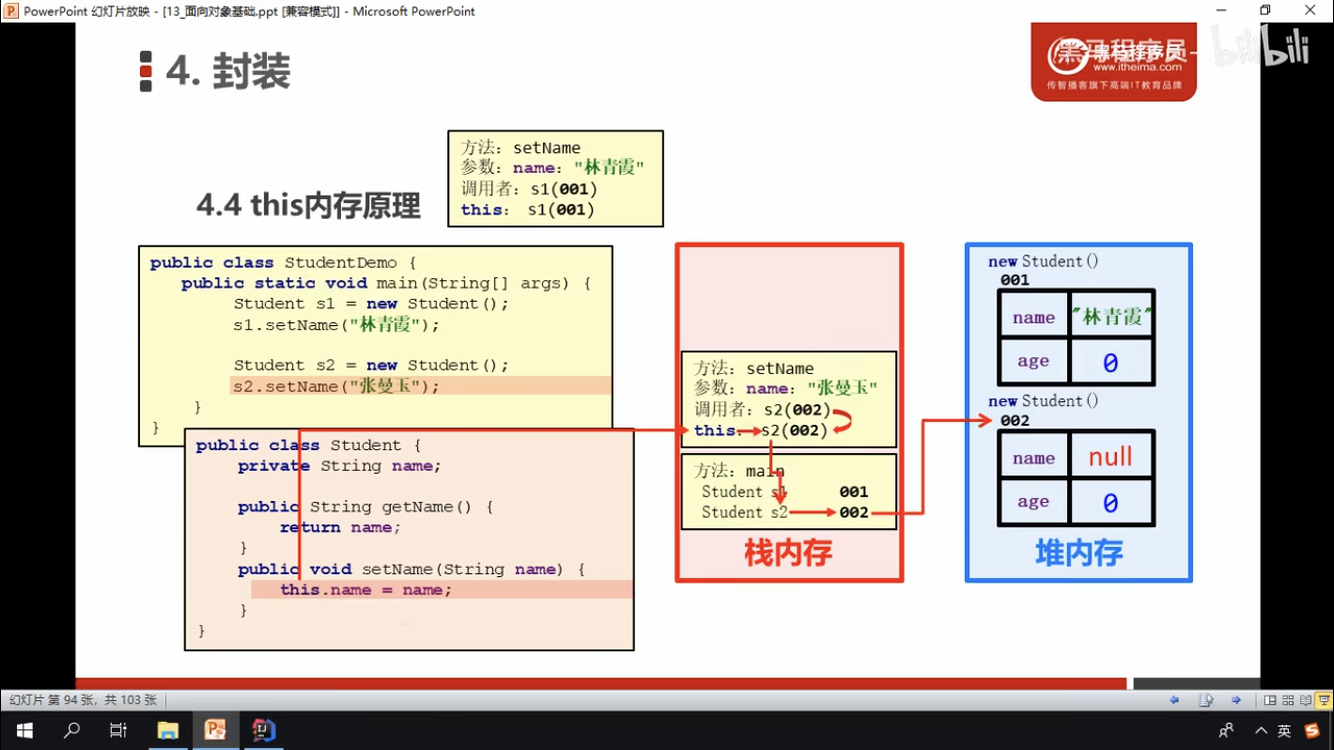 PowerPoint 幻灯片放映 - [13_面向对象基础.ppt [兼容模式]] - Microsoft PowerPoint
4. 封装
黑马程序员
bilibili
www.itheima.com
传智播客旗下高端IT教育品牌
方法: setName
参数: name: "林青霞"
调用者: s1(001)
this: s1(001)
4.4 this内存原理
public class StudentDemo {
public static void main(String[] args) {
Student s1 = new Student();
s1.setName("林青霞");
Student s2 = new Student();
s2.setName("张曼玉");
}
}
public class Student {
private String name;
public String getName() {
return name;
}
public void setName(String name) {
this.name = name;
}
}
方法: setName
参数: name: "张曼玉"
调用者: s2(002)
this: s2(002)
方法: main
Student s1 001
Student s2 002
栈内存
new Student()
001
name "林青霞"
age 0
new Student()
002
name null
age 0
堆内存
幻灯片 第 94 张，共 103 张
英